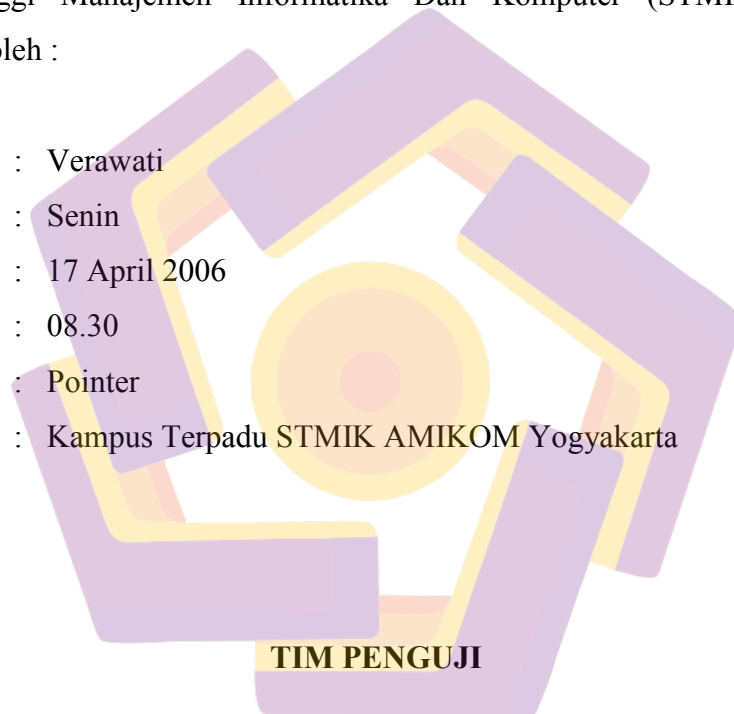 Manajemen Informatika Dan Komputer
oleh :
: Verawati
: Senin
: 17 April 2006
: 08.30
: Pointer
: Kampus Terpadu STMIK AMIKOM Yogyakarta
TIM PENGUJI